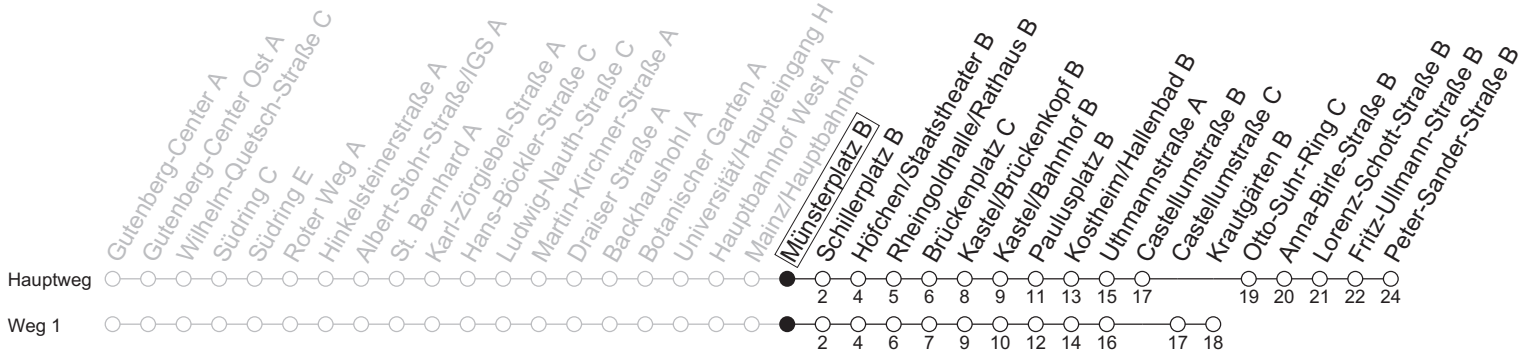 Gutenberg-Center A
Gutenberg-Center Ost A
Wilhelm-Quetsch-Straße C
Südring C
Südring E
Roter Weg A
Hinkelsteinerstraße A
Albert-Stohr-Straße/IGS A
St. Bernhard A
Karl-Zörgiebel-Straße A
Hans-Böckler-Straße C
Ludwig-Nauth-Straße C
Martin-Kirchner-Straße A
Draiser Straße A
Backhaushohl A
Botanischer Garten A
Universität/Haupteingang H
Hauptbahnhof West A
Mainz/Hauptbahnhof I
Münsterplatz B
Schillerplatz B
Höfchen/Staatstheater B
Rheingoldhalle/Rathaus B
Brückenplatz C
Kastel/Brückenkopf B
Kastel/Bahnhof B
Paulusplatz B
Kostheim/Hallenbad B
Uthmannstraße A
Castellumstraße B
Castellumstraße C
Krautgärten B
Otto-Suhr-Ring C
Anna-Birle-Straße B
Lorenz-Schott-Straße B
Fritz-Ullmann-Straße B
Peter-Sander-Straße B
Hauptweg
2 4 5 6 8 9 11 13 15 17 19 20 21 22 24
Weg 1
2 4 6 7 9 10 12 14 16 17 18